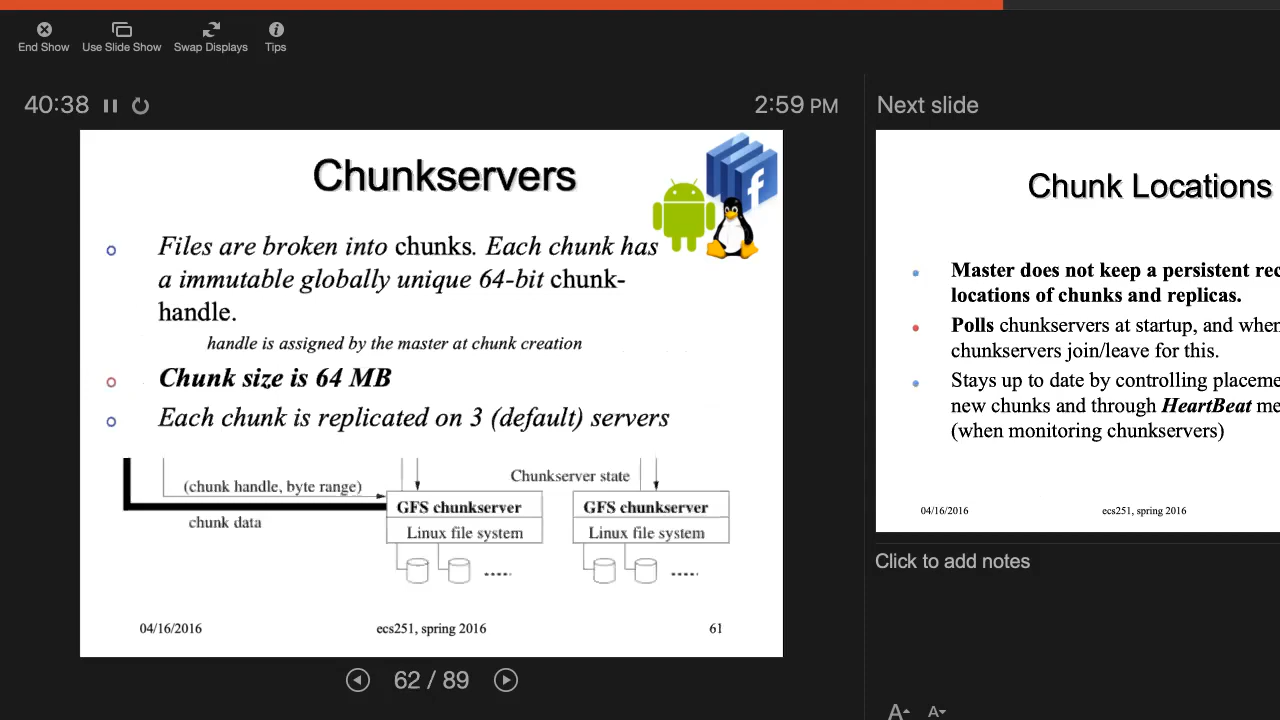 End Show
Use Slide Show
Swap Displays
Tips
40:38
2:59 PM
Chunkservers
Files are broken into chunks. Each chunk has
a immutable globally unique 64-bit chunk-
handle.
handle is assigned by the master at chunk creation
Chunk size is 64 MB
Each chunk is replicated on 3 (default) servers
(chunk handle, byte range)
chunk data
Chunkserver state
GFS chunkserver
Linux file system
GFS chunkserver
Linux file system
04/16/2016
ecs251, spring 2016
61
62 / 89
Next slide
Chunk Locations
Master does not keep a persistent rec
locations of chunks and replicas.
Polls chunkservers at startup, and when
chunkservers join/leave for this.
Stays up to date by controlling placeme
new chunks and through HeartBeat me
(when monitoring chunkservers)
04/16/2016
ecs251, spring 2016
Click to add notes
A
A